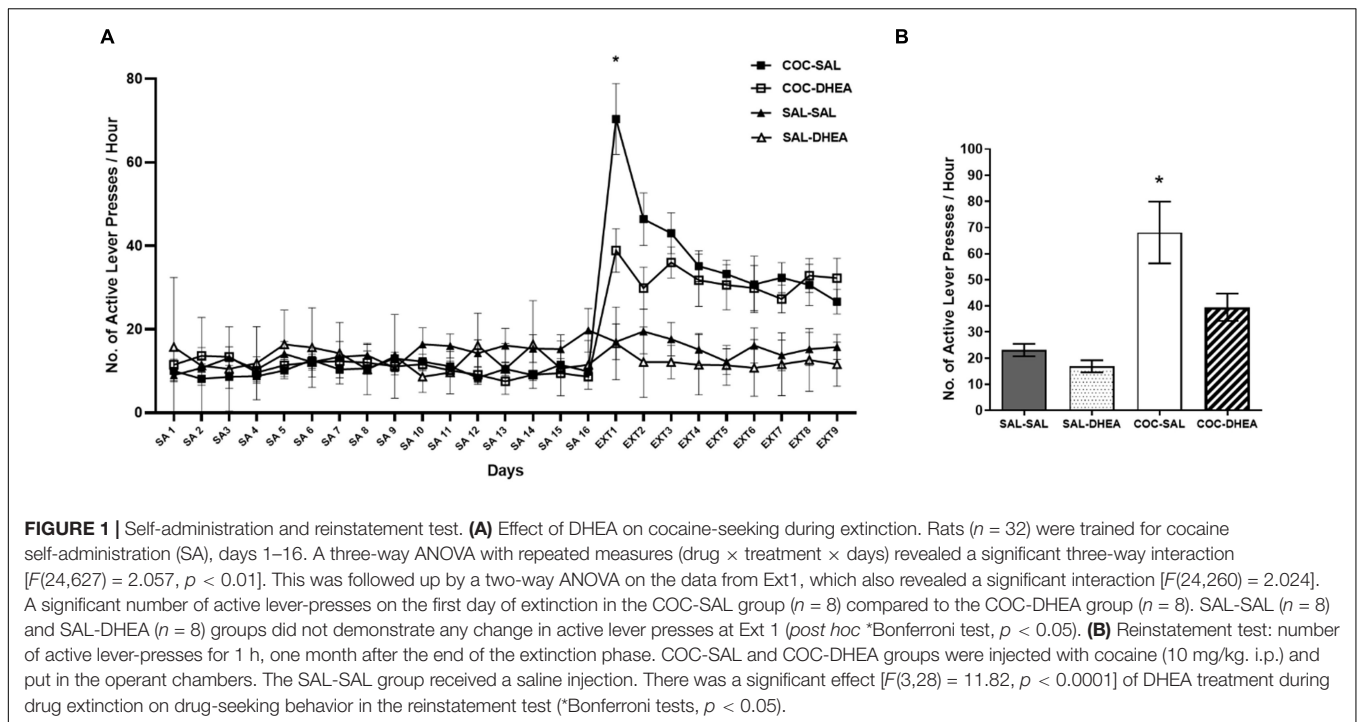 A
B
*
COC-SAL
COC-DHEA
SAL-SAL
SAL-DHEA
No. of Active Lever Presses / Hour
80
60
40
20
0
SA 1 SA 2 SA3 SA 4 SA 5 SA 6 SA 7 SA 8 SA 9 SA 10 SA 11 SA 12 SA 13 SA 14 SA 15 SA 16 EXT1 EXT2 EXT3 EXT4 EXT5 EXT6 EXT7 EXT8 EXT9
Days
No. of Active Lever Presses / Hour
100
90
80
70
60
50
40
30
20
10
0
*
SAL-SAL SAL-DHEA COC-SAL COC-DHEA
FIGURE 1 | Self-administration and reinstatement test. (A) Effect of DHEA on cocaine-seeking during extinction. Rats (n = 32) were trained for cocaine
self-administration (SA), days 1–16. A three-way ANOVA with repeated measures (drug × treatment × days) revealed a significant three-way interaction
[F(24,627) = 2.057, p < 0.01]. This was followed up by a two-way ANOVA on the data from Ext1, which also revealed a significant interaction [F(24,260) = 2.024].
A significant number of active lever-presses on the first day of extinction in the COC-SAL group (n = 8) compared to the COC-DHEA group (n = 8). SAL-SAL (n = 8)
and SAL-DHEA (n = 8) groups did not demonstrate any change in active lever presses at Ext 1 (post hoc *Bonferroni test, p < 0.05). (B) Reinstatement test: number
of active lever-presses for 1 h, one month after the end of the extinction phase. COC-SAL and COC-DHEA groups were injected with cocaine (10 mg/kg. i.p.) and
put in the operant chambers. The SAL-SAL group received a saline injection. There was a significant effect [F(3,28) = 11.82, p < 0.0001] of DHEA treatment during
drug extinction on drug-seeking behavior in the reinstatement test (*Bonferroni tests, p < 0.05).